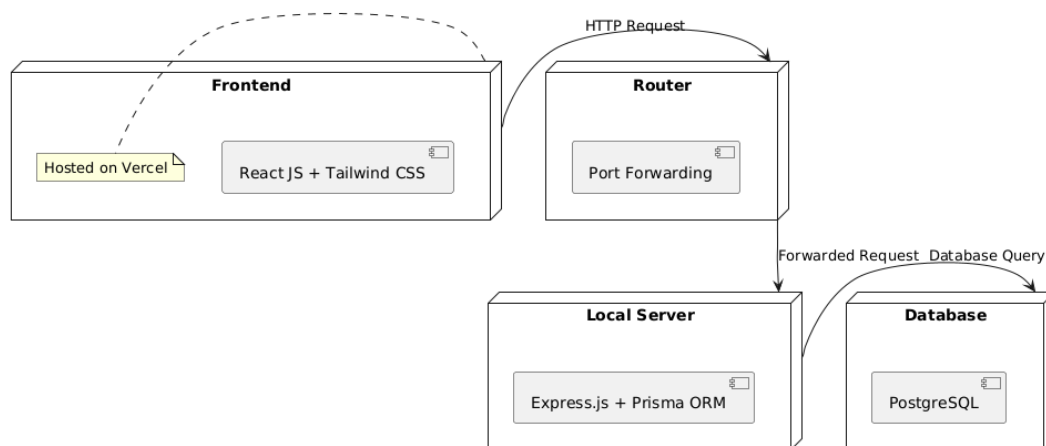 HTTP Request
Frontend
Hosted on Vercel
React JS + Tailwind CSS
Router
Port Forwarding
Forwarded Request
Database Query
Local Server
Express.js + Prisma ORM
Database
PostgreSQL